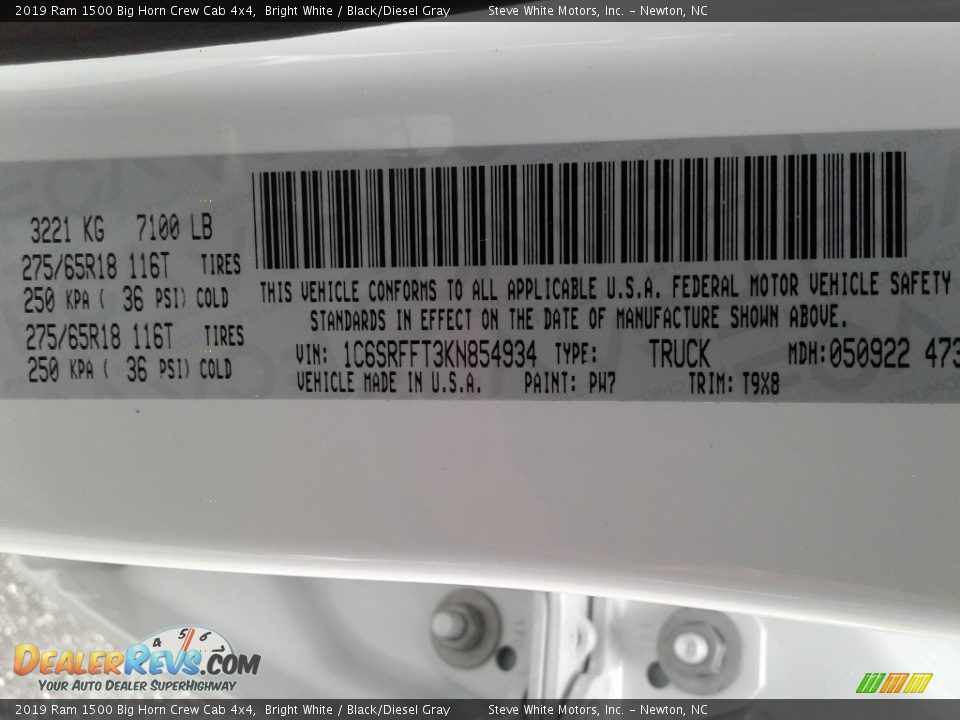 2019 Ram 1500 Big Horn Crew Cab 4x4, Bright White / Black/Diesel Gray Steve White Motors, Inc. - Newton, NC
3221 KG 7100 LB
275/65R18 116T TIRES
250 KPA ( 36 PSI) COLD
275/65R18 116T TIRES
250 KPA ( 36 PSI) COLD
THIS VEHICLE CONFORMS TO ALL APPLICABLE U.S.A. FEDERAL MOTOR VEHICLE SAFETY
STANDARDS IN EFFECT ON THE DATE OF MANUFACTURE SHOWN ABOVE.
VIN: 1C6SRFFT3KN854934 TYPE: TRUCK MDH:050922 473
VEHICLE MADE IN U.S.A. PAINT: PW7 TRIM: T9X8
4 5 6
DealerRevs.com
Your Auto Dealer SuperHighway
2019 Ram 1500 Big Horn Crew Cab 4x4, Bright White / Black/Diesel Gray Steve White Motors, Inc. - Newton, NC